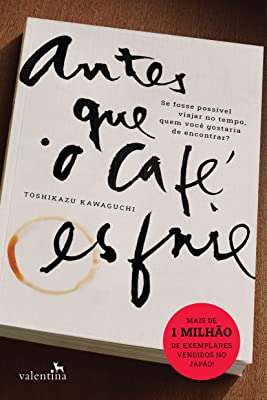 antes
que
o café
esfrie
Se fosse possível
viajar no tempo,
quem você gostaria
de encontrar?
TOSHIKAZU KAWAGUCHI
MAIS DE
1 MILHÃO
DE EXEMPLARES
VENDIDOS NO
JAPÃO!
valentina